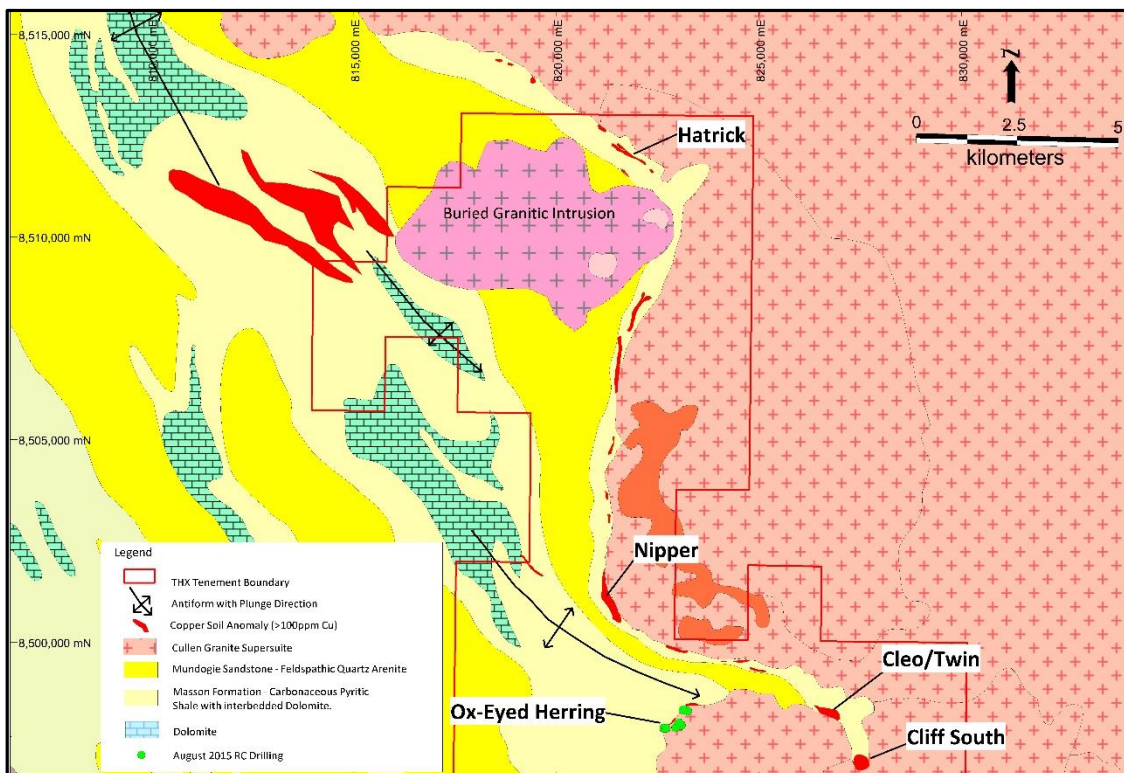 8,515,000 mN
810,000 mE
815,000 mE
820,000 mE
825,000 mE
830,000 mE
N
0 2.5 5
kilometers
Hatrick
Buried Granitic Intrusion
8,510,000 mN
8,505,000 mN
Nipper
8,500,000 mN
Cleo/Twin
Ox-Eyed Herring
Cliff South
Legend
THX Tenement Boundary
Antiform with Plunge Direction
Copper Soil Anomaly (>100ppm Cu)
Cullen Granite Supersuite
Mundogie Sandstone - Feldspathic Quartz Arenite
Masson Formation - Carbonaceous Pyritic
Shale with interbedded Dolomite.
Dolomite
August 2015 RC Drilling